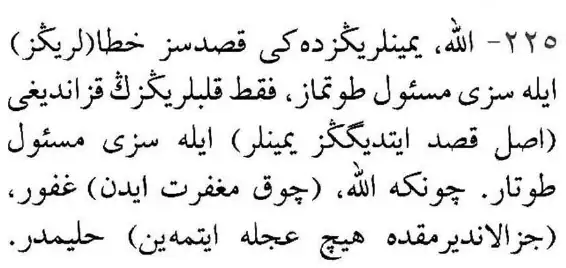 ٢٢٥- الله، يمينلريڭزده‌كى قصدسز خطا(لريڭز)
ايله سزى مسئول طوتماز، فقط قلبلريڭزڭ قزانديغى
(اصل قصد ايتديگڭز يمينلر) ايله سزى مسئول
طوتار. چونكه الله، (چوق مغفرت ايدن) غفور،
(جزالانديرمقده هيچ عجله ايتمه‌ين) حليمدر.